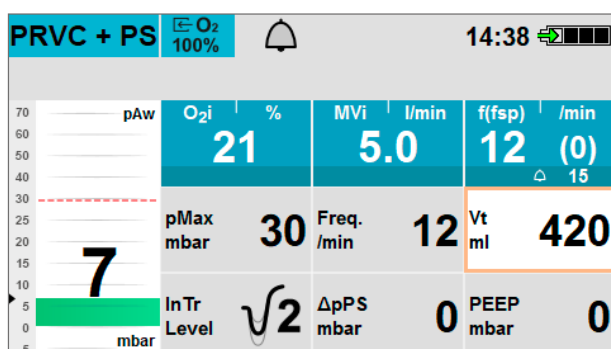 PRVC + PS
O₂
100%
14:38
70
60
50
40
30
25
20
15
10
5
0
5
pAw
7
mbar
O₂i %
21
MVi l/min
5.0
f(fsp) /min
12 (0)
15
pMax
mbar
30
Freq.
/min
12
Vt
ml
420
InTr
Level
2
ΔpPS
mbar
0
PEEP
mbar
0